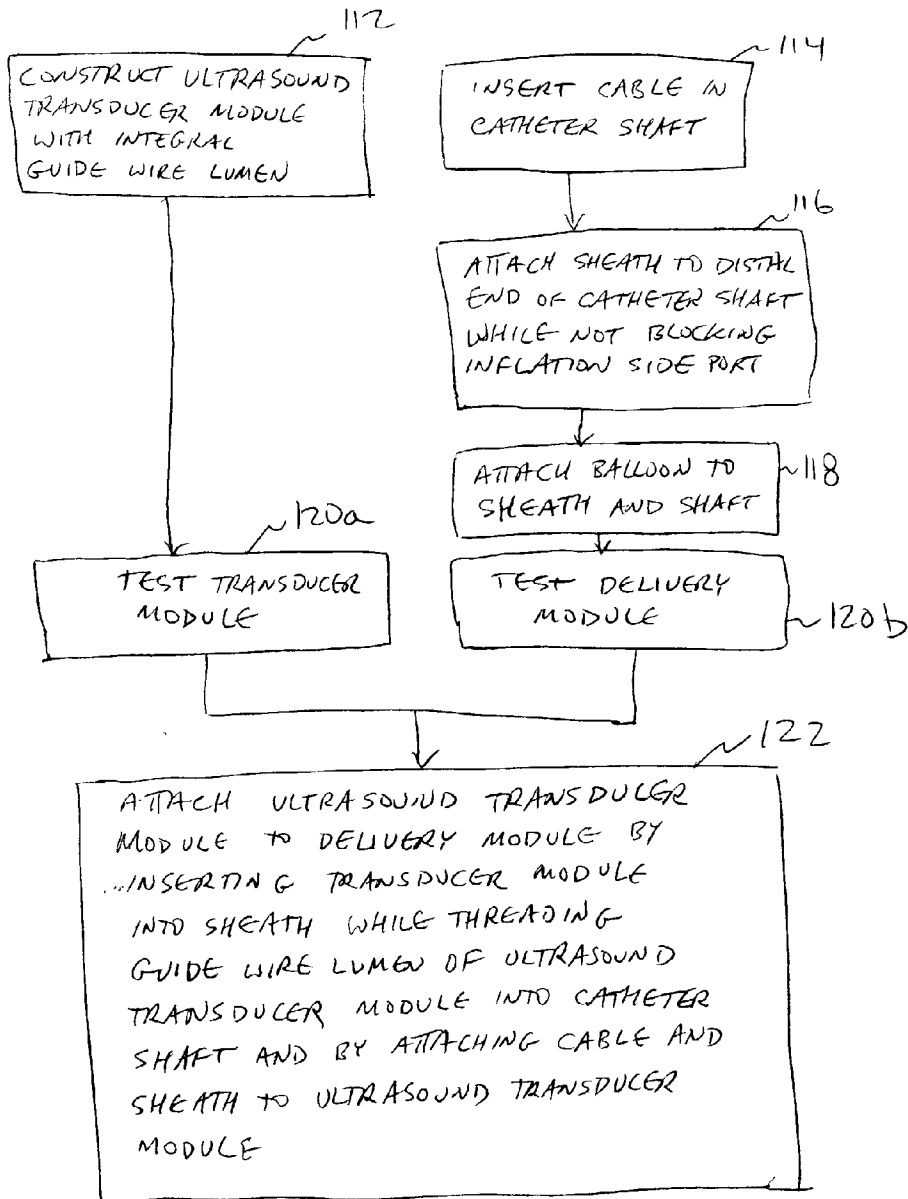 112
CONSTRUCT ULTRASOUND
TRANSDUCER MODULE
WITH INTEGRAL
GUIDE WIRE LUMEN
114
INSERT CABLE IN
CATHETER SHAFT
116
ATTACH SHEATH TO DISTAL
END OF CATHETER SHAFT
WHILE NOT BLOCKING
INFLATION SIDE PORT
118
ATTACH BALLOON TO
SHEATH AND SHAFT
120a
TEST TRANSDUCER
MODULE
TEST DELIVERY
MODULE
120b
122
ATTACH ULTRASOUND TRANSDUCER
MODULE TO DELIVERY MODULE BY
...INSERTING TRANSDUCER MODULE
INTO SHEATH WHILE THREADING
GUIDE WIRE LUMEN OF ULTRASOUND
TRANSDUCER MODULE INTO CATHETER
SHAFT AND BY ATTACHING CABLE AND
SHEATH TO ULTRASOUND TRANSDUCER
MODULE